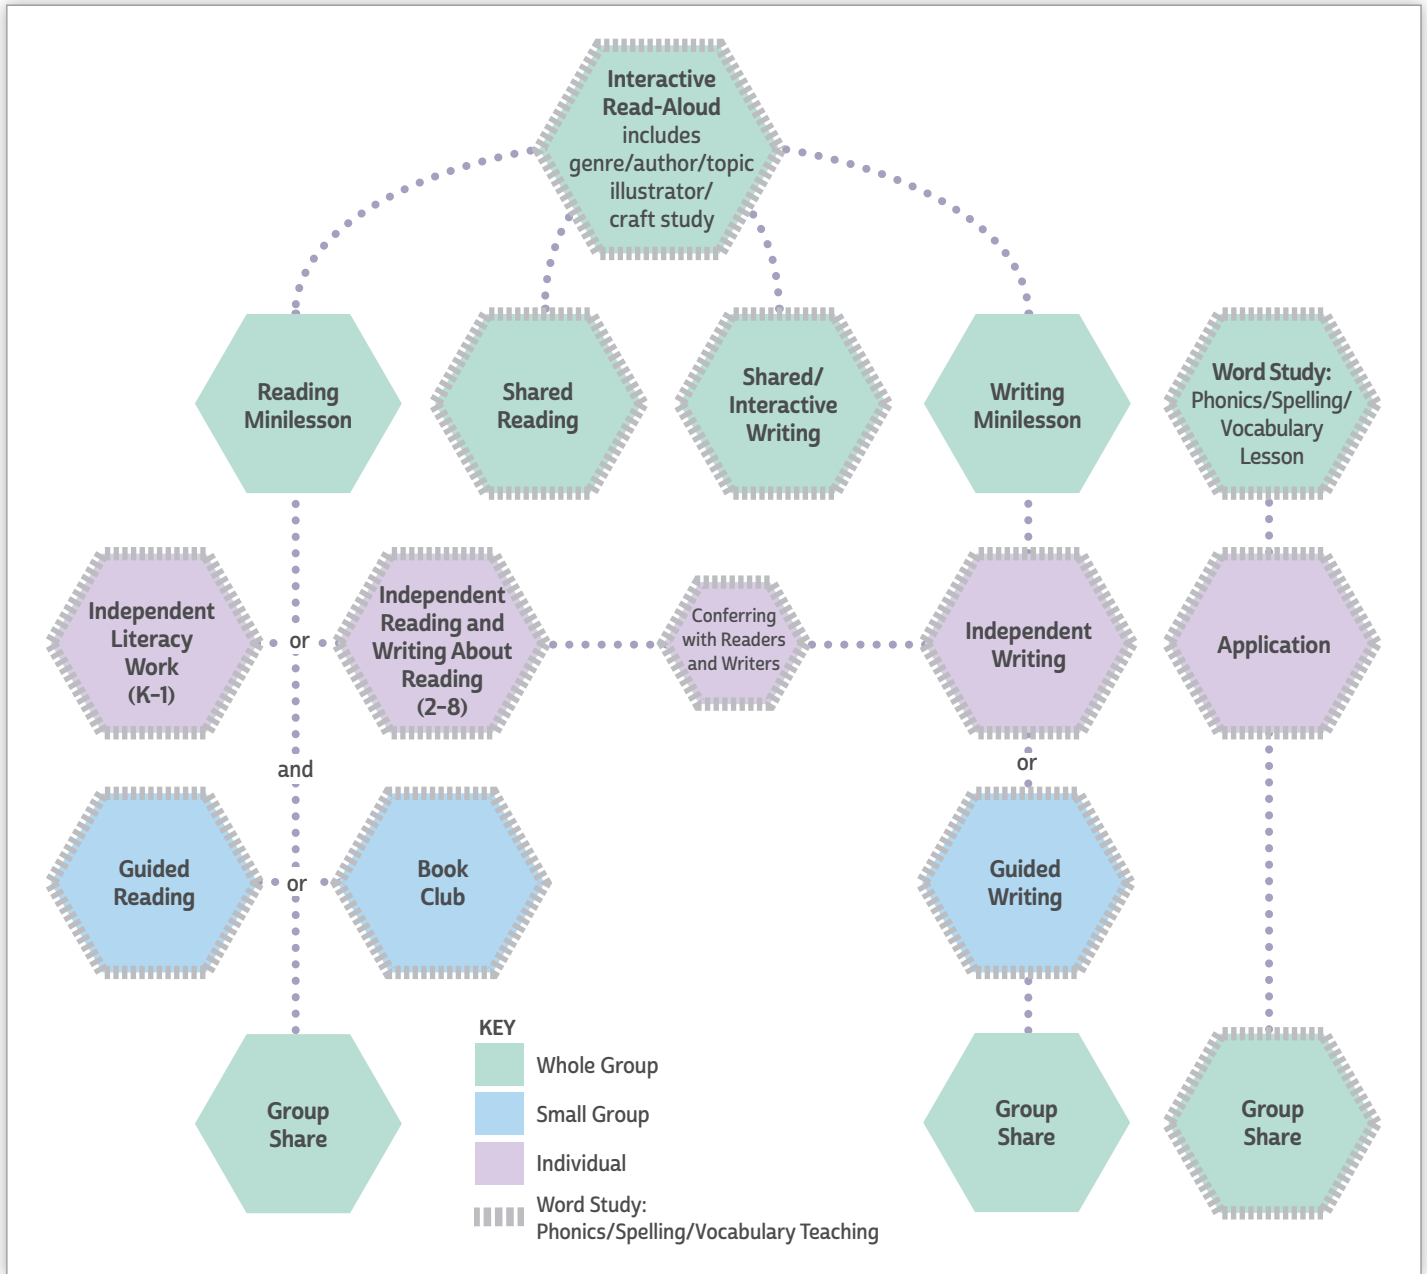 Interactive
Read-Aloud
includes
genre/author/topic
illustrator/
craft study
Reading
Minilesson
Shared
Reading
Shared/
Interactive
Writing
Writing
Minilesson
Word Study:
Phonics/Spelling/
Vocabulary
Lesson
Independent
Literacy
Work
(K–1)
or
Independent
Reading and
Writing About
Reading
(2–8)
Conferring
with Readers
and Writers
Independent
Writing
Application
and
or
Guided
Reading
or
Book
Club
Guided
Writing
Group
Share
KEY
Whole Group
Small Group
Individual
Word Study:
Phonics/Spelling/Vocabulary Teaching
Group
Share
Group
Share